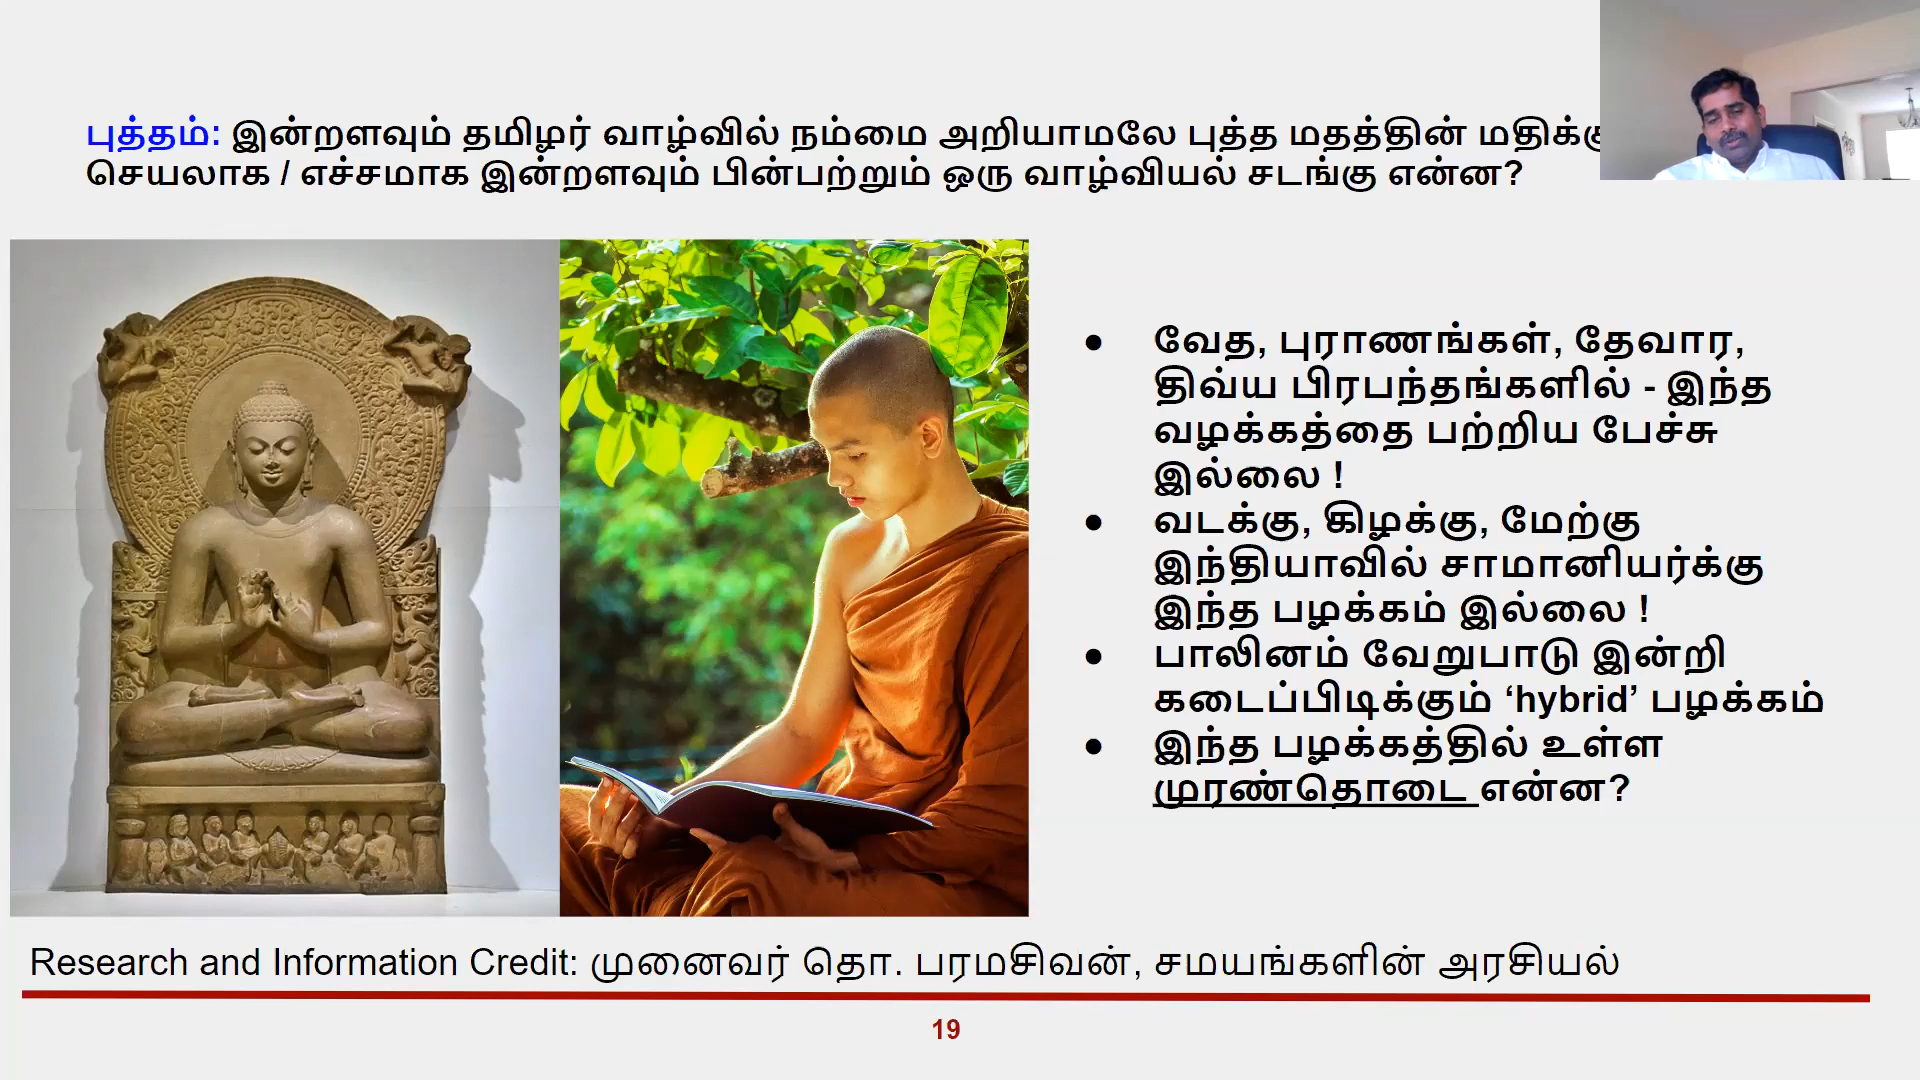 புத்தம்: இன்றளவும் தமிழர் வாழ்வில் நம்மை அறியாமலே புத்த மதத்தின்
செயலாக / எச்சமாக இன்றளவும் பின்பற்றும் ஒரு வாழ்வியல் சடங்கு என்ன?
● வேத, புராணங்கள், தேவார,
திவ்ய பிரபந்தங்களில் - இந்த
வழக்கத்தை பற்றிய பேச்சு
இல்லை !
● வடக்கு, கிழக்கு, மேற்கு
இந்தியாவில் சாமானியர்க்கு
இந்த பழக்கம் இல்லை !
● பாலினம் வேறுபாடு இன்றி
கடைப்பிடிக்கும் ‘hybrid’ பழக்கம்
● இந்த பழக்கத்தில் உள்ள
முரண்தொடை என்ன?
Research and Information Credit: முனைவர் தொ. பரமசிவன், சமயங்களின் அரசியல்
19